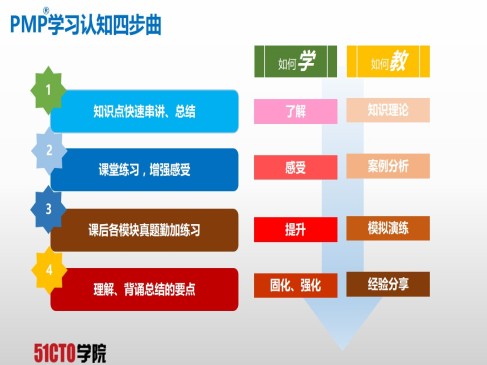 PMP®学习认知四步曲
如何学 如何教
1
知识点快速串讲、总结 了解 知识理论
2
课堂练习，增强感受 感受 案例分析
3
课后各模块真题勤加练习 提升 模拟演练
4
理解、背诵总结的要点 固化、强化 经验分享
51CTO学院